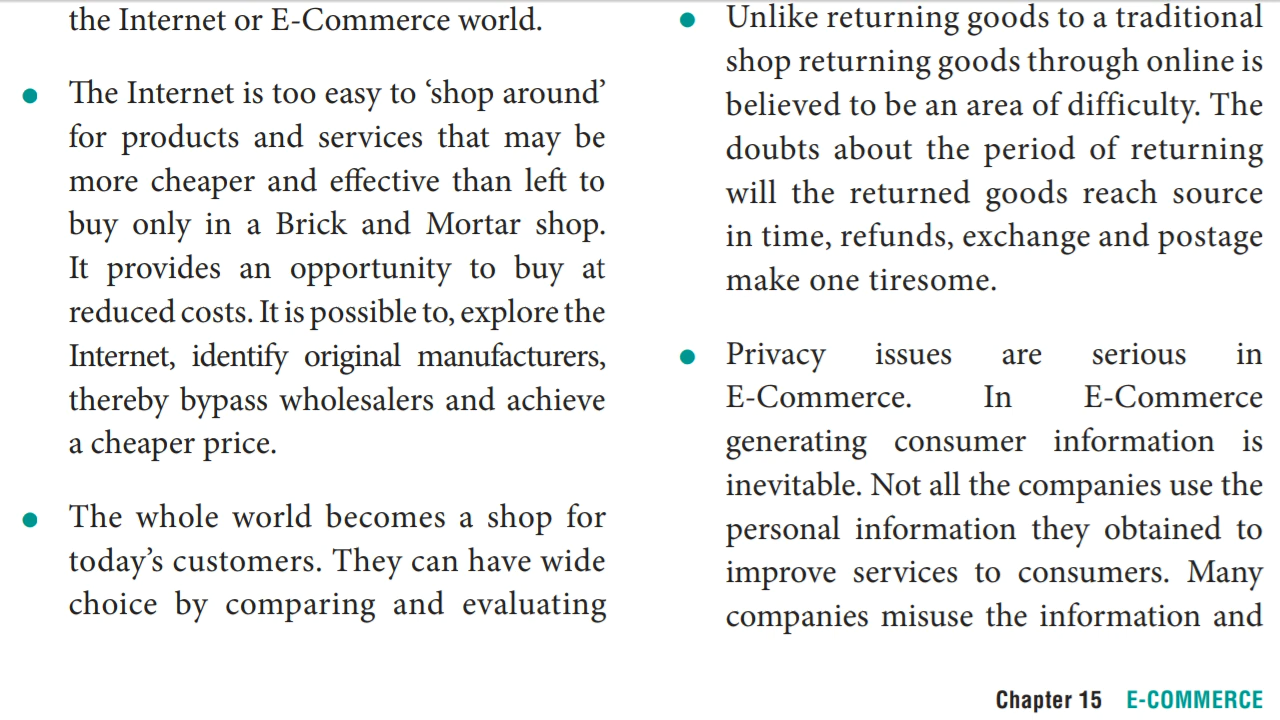 the Internet or E-Commerce world.
● The Internet is too easy to ‘shop around’
for products and services that may be
more cheaper and effective than left to
buy only in a Brick and Mortar shop.
It provides an opportunity to buy at
reduced costs. It is possible to, explore the
Internet, identify original manufacturers,
thereby bypass wholesalers and achieve
a cheaper price.
● The whole world becomes a shop for
today’s customers. They can have wide
choice by comparing and evaluating
● Unlike returning goods to a traditional
shop returning goods through online is
believed to be an area of difficulty. The
doubts about the period of returning
will the returned goods reach source
in time, refunds, exchange and postage
make one tiresome.
● Privacy issues are serious in
E-Commerce. In E-Commerce
generating consumer information is
inevitable. Not all the companies use the
personal information they obtained to
improve services to consumers. Many
companies misuse the information and
Chapter 15 E-COMMERCE